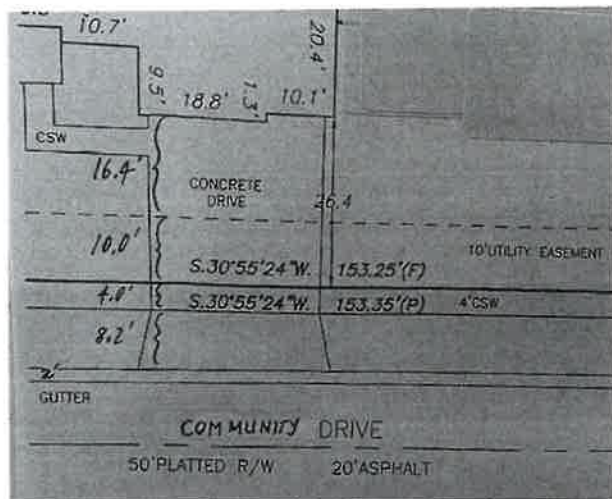 10.7'
20.4'
9.5'
18.8'
1.3'
10.1'
CSW
16.4'
CONCRETE
DRIVE
26.4
10.0'
10'UTILITY EASEMENT
S.30°55'24"W. 153.25'(F)
4.0'
S.30°55'24"W. 153.35'(P)
4'CSW
8.2'
2'
GUTTER
COMMUNITY DRIVE
50'PLATTED R/W 20'ASPHALT